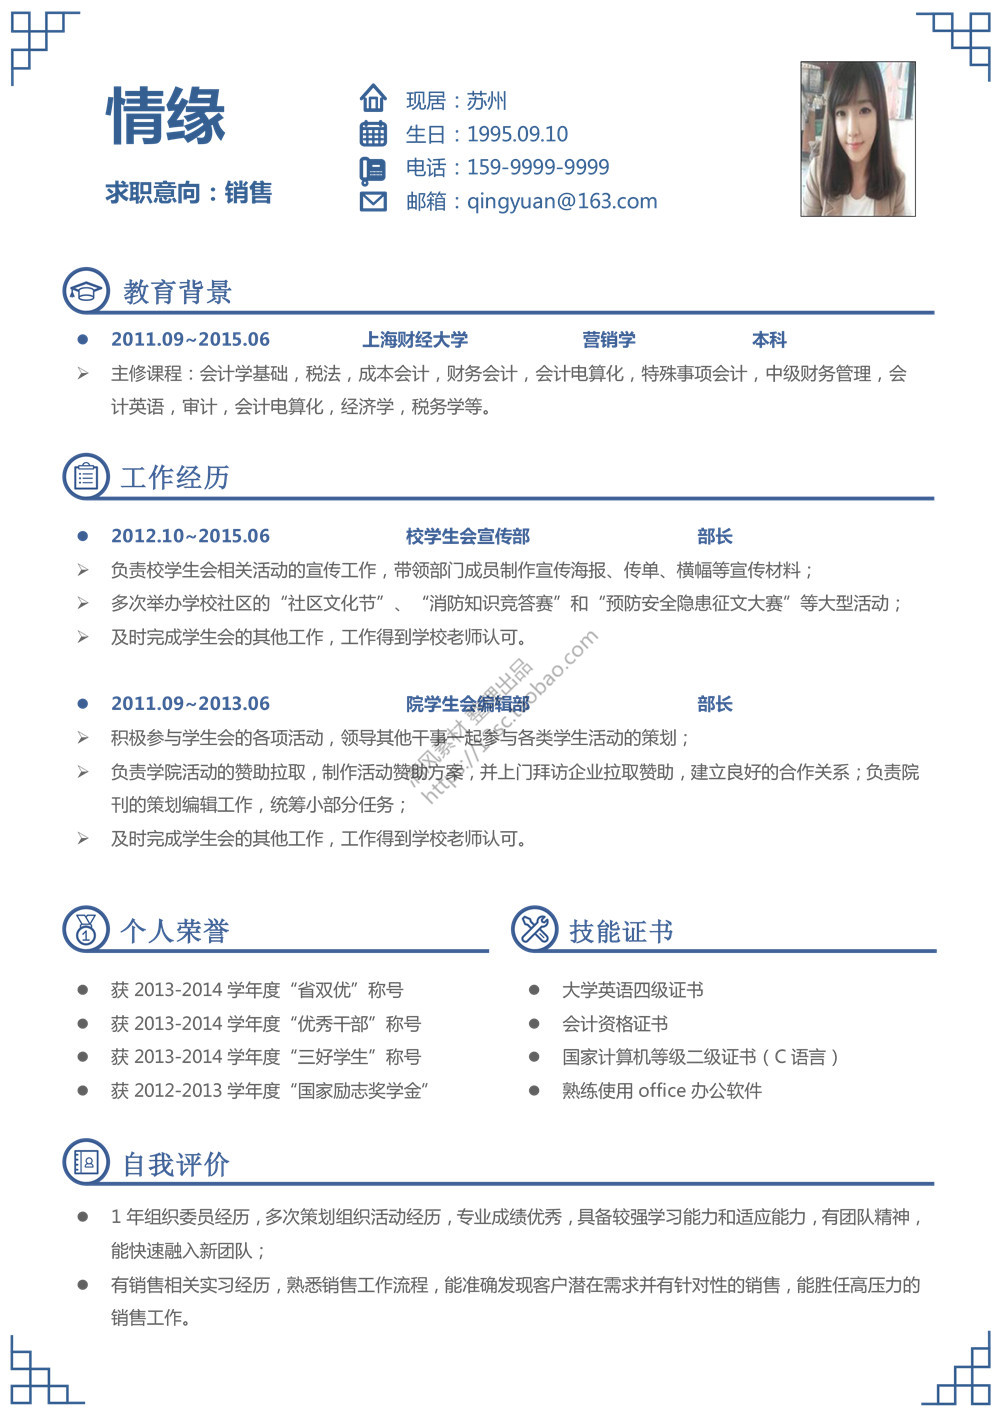 情缘
求职意向：销售
现居：苏州
生日：1995.09.10
电话：159-9999-9999
邮箱：qingyuan@163.com
教育背景
2011.09~2015.06 上海财经大学 营销学 本科
主修课程：会计学基础，税法，成本会计，财务会计，会计电算化，特殊事项会计，中级财务管理，会
计英语，审计，会计电算化，经济学，税务学等。
工作经历
2012.10~2015.06 校学生会宣传部 部长
负责校学生会相关活动的宣传工作，带领部门成员制作宣传海报、传单、横幅等宣传材料；
多次举办学校社区的“社区文化节”、“消防知识竞答赛”和“预防安全隐患征文大赛”等大型活动；
及时完成学生会的其他工作，工作得到学校老师认可。
2011.09~2013.06 院学生会编辑部 部长
积极参与学生会的各项活动，领导其他干事一起参与各类学生活动的策划；
负责学院活动的赞助拉取，制作活动赞助方案，并上门拜访企业拉取赞助，建立良好的合作关系；负责院
刊的策划编辑工作，统筹小部分任务；
及时完成学生会的其他工作，工作得到学校老师认可。
风素材 整理出品
个人荣誉
获 2013-2014 学年度“省双优”称号
获 2013-2014 学年度“优秀干部”称号
获 2013-2014 学年度“三好学生”称号
获 2012-2013 学年度“国家励志奖学金”
技能证书
大学英语四级证书
会计资格证书
国家计算机等级二级证书（C 语言）
熟练使用 office 办公软件
自我评价
1 年组织委员经历，多次策划组织活动经历，专业成绩优秀，具备较强学习能力和适应能力，有团队精神，
能快速融入新团队；
有销售相关实习经历，熟悉销售工作流程，能准确发现客户潜在需求并有针对性的销售，能胜任高压力的
销售工作。